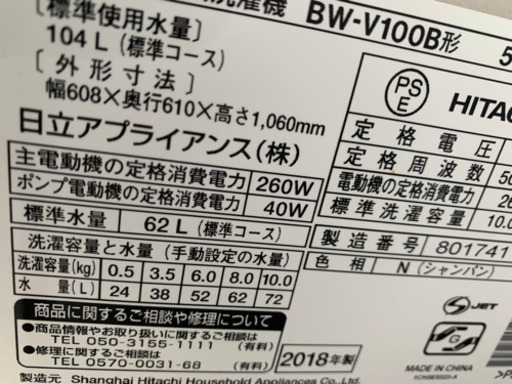 洗濯機 BW-V100B形
〔標準使用水量〕
104L(標準コース)
〔外形寸法〕
幅608×奥行610×高さ1,060mm
日立アプライアンス(株)
主電動機の定格消費電力 260W
ポンプ電動機の定格消費電力 40W
標準水量 62L(標準コース)
洗濯容量と水量(手動設定の水量)
洗濯容量(kg) 0.5 3.5 6.0 8.0 10.0
水量(L) 24 38 52 62 72
商品に関するご相談や修理について
●商品情報やお取り扱いに関するご相談
TEL 050-3155-1111(有料)
●修理に関するご相談
TEL 0570-0031-68(有料)
2018年製
製造元 Shanghai Hitachi Household Appliances Co.,Ltd.
PS
E
HITAC
定格電圧
定格周波数 50
電動機の定格消費電力 26
標準洗濯容量 10.0
製造番号 801741
色相 N(シャンパン)
S JET